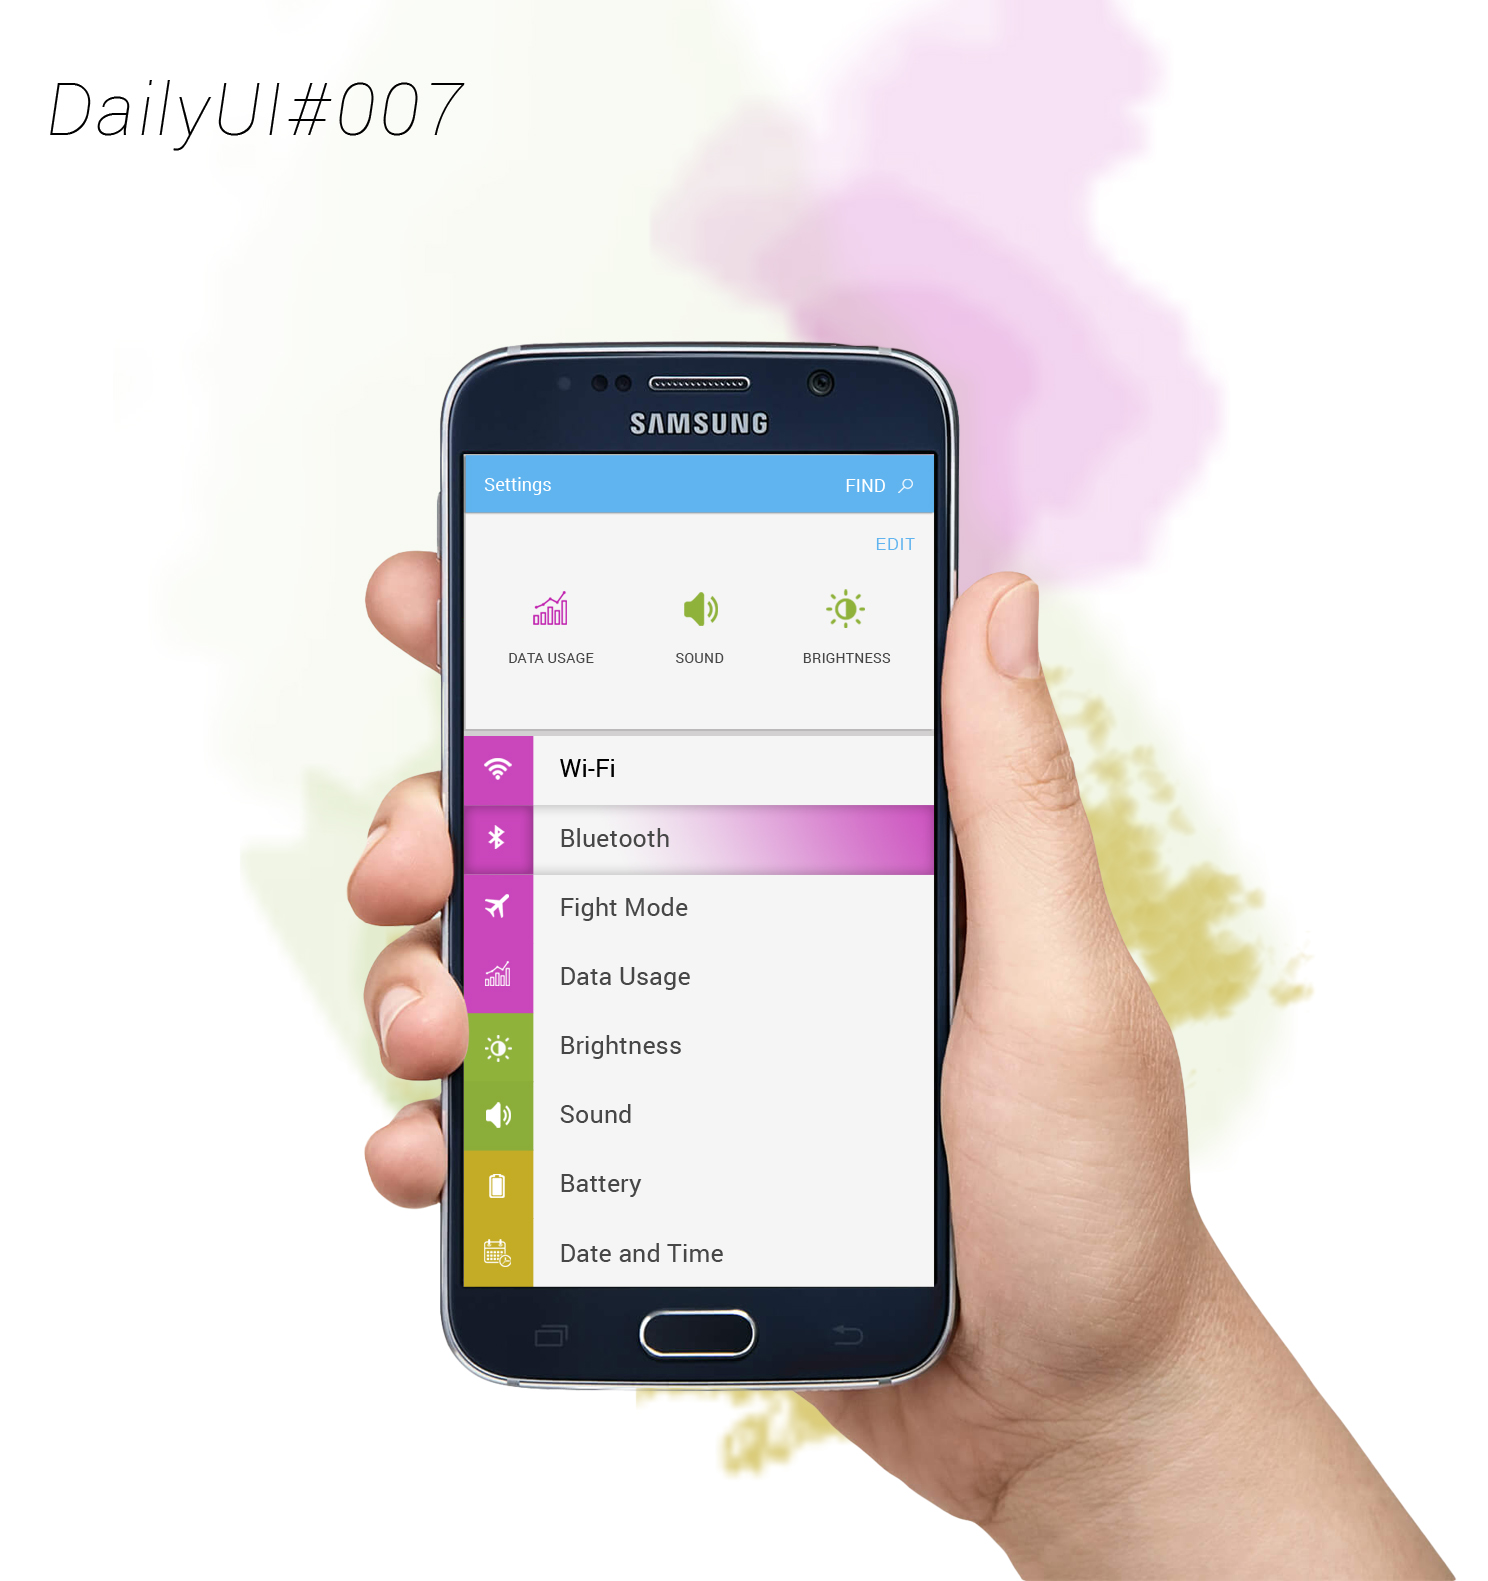 DailyUI#007
SAMSUNG
Settings FIND
EDIT
DATA USAGE SOUND BRIGHTNESS
Wi-Fi
Bluetooth
Fight Mode
Data Usage
Brightness
Sound
Battery
Date and Time